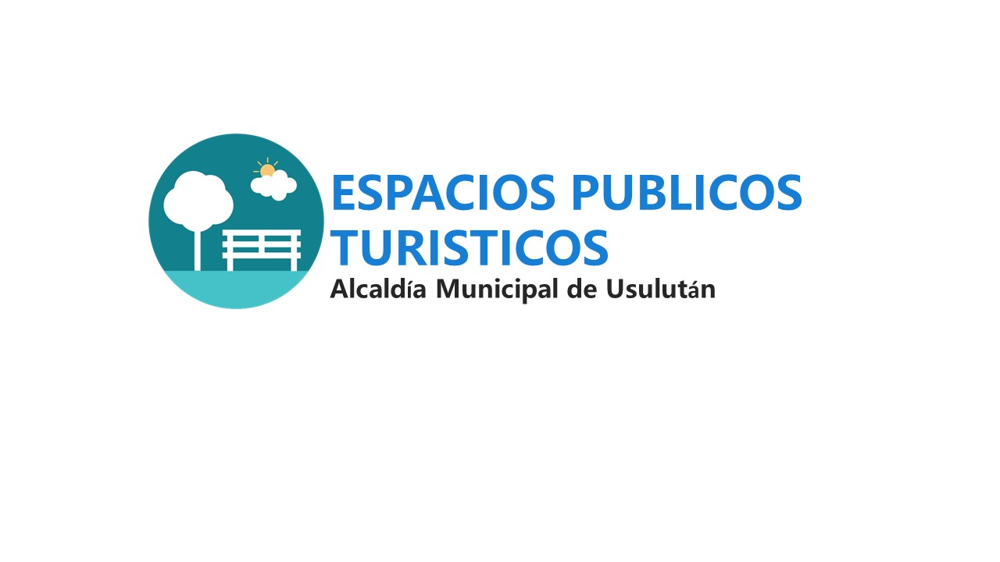 ESPACIOS PUBLICOS
TURISTICOS
Alcaldía Municipal de Usulután